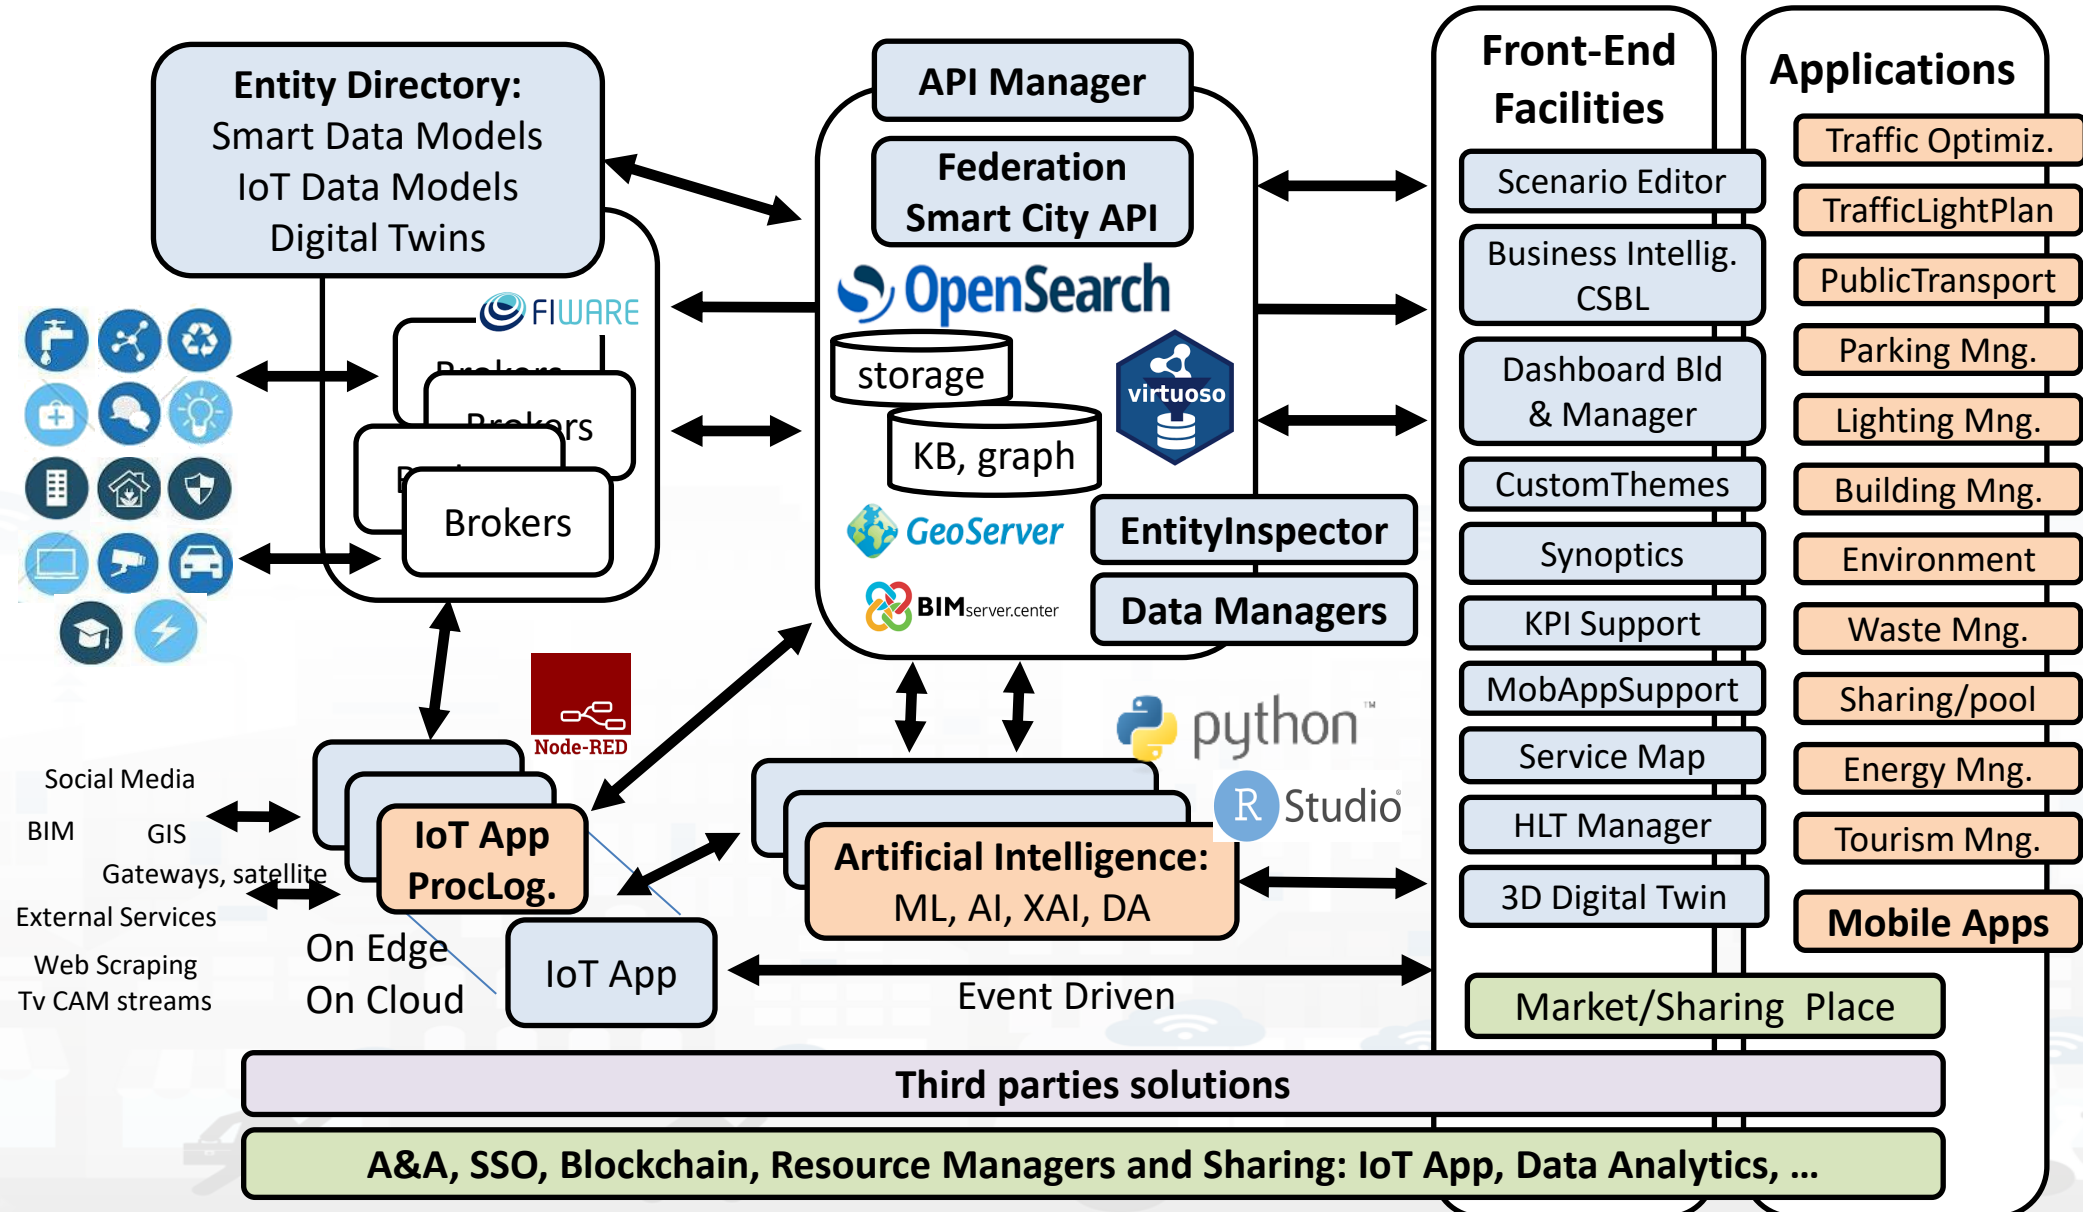 Entity Directory:
Smart Data Models
IoT Data Models
Digital Twins
FIWARE
Brokers
Brokers
Brokers
API Manager
Federation
Smart City API
OpenSearch
storage
virtuoso
KB, graph
GeoServer
EntityInspector
BIMserver.center
Data Managers
Node-RED
Social Media
BIM
GIS
Gateways, satellite
External Services
Web Scraping
Tv CAM streams
IoT App
ProcLog.
On Edge
On Cloud
IoT App
python™
R Studio
Artificial Intelligence:
ML, AI, XAI, DA
Event Driven
Front-End
Facilities
Scenario Editor
Business Intellig.
CSBL
Dashboard Bld
& Manager
CustomThemes
Synoptics
KPI Support
MobAppSupport
Service Map
HLT Manager
3D Digital Twin
Applications
Traffic Optimiz.
TrafficLightPlan
PublicTransport
Parking Mng.
Lighting Mng.
Building Mng.
Environment
Waste Mng.
Sharing/pool
Energy Mng.
Tourism Mng.
Mobile Apps
Market/Sharing Place
Third parties solutions
A&A, SSO, Blockchain, Resource Managers and Sharing: IoT App, Data Analytics, ...